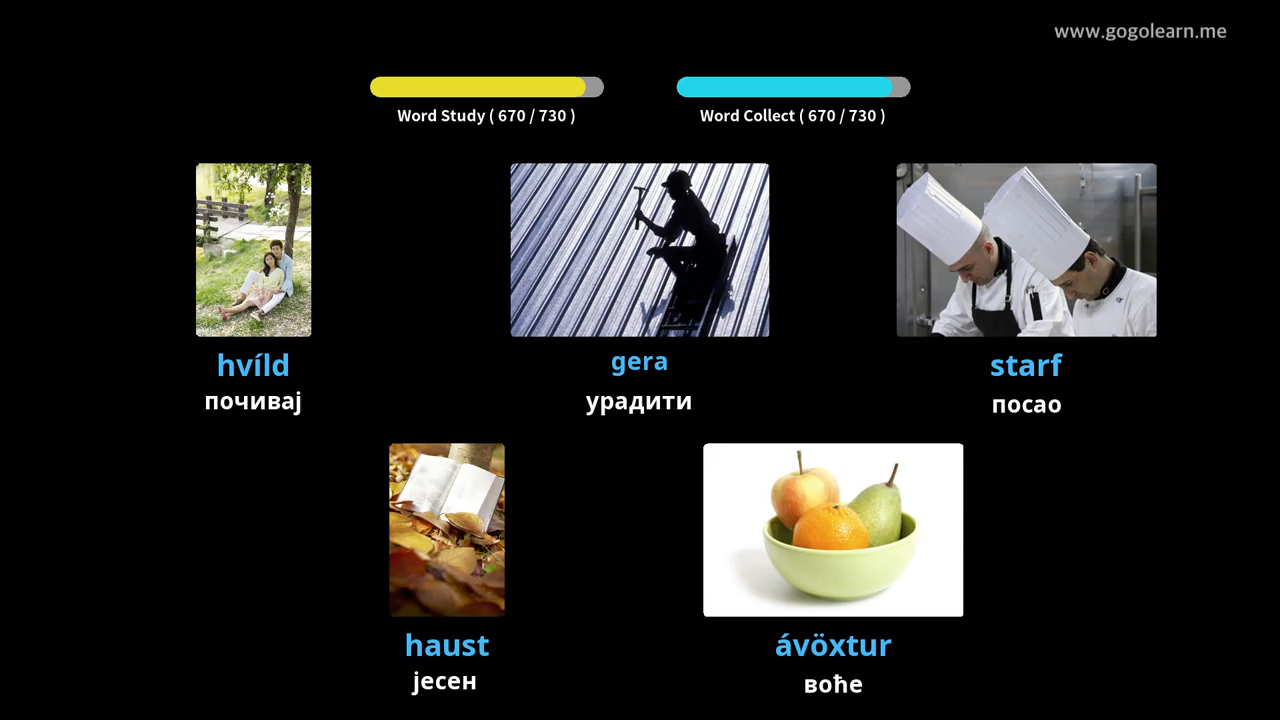 www.gogolearn.me
Word Study ( 670 / 730 )
Word Collect ( 670 / 730 )
hvíld
почивај
gera
урадити
starf
посао
haust
јесен
ávöxtur
воће